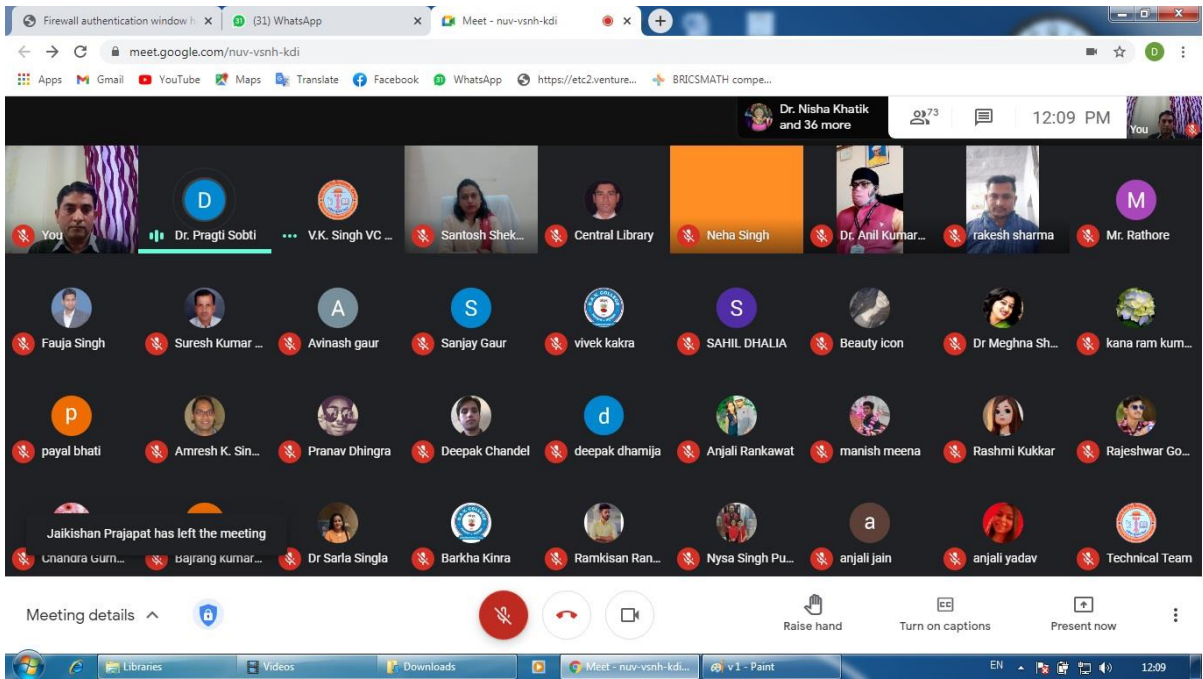 Firewall authentication window h
(31) WhatsApp
Meet - nuv-vsnh-kdi
meet.google.com/nuv-vsnh-kdi
D
Apps Gmail YouTube Maps Translate Facebook WhatsApp https://etc2.venture... BRICSMATH compe...
Dr. Nisha Khatik
and 36 more
73
12:09 PM
You
You
D
Dr. Pragti Sobti
V.K. Singh VC ...
Santosh Shek...
Central Library
Neha Singh
Dr. Anil Kumar...
rakesh sharma
M
Mr. Rathore
Fauja Singh
Suresh Kumar ...
A
Avinash gaur
S
Sanjay Gaur
vivek kakra
S
SAHIL DHALIA
Beauty icon
Dr Meghna Sh...
kana ram kum...
p
payal bhati
Amresh K. Sin...
Pranav Dhingra
Deepak Chandel
d
deepak dhamija
Anjali Rankawat
manish meena
Rashmi Kukkar
Rajeshwar Go...
Jaikishan Prajapat has left the meeting
Chandra Gurn...
Bajrang kumar...
Dr Sarla Singla
Barkha Kinra
Ramkisan Ran...
Nysa Singh Pu...
a
anjali jain
anjali yadav
Technical Team
Meeting details
Raise hand
CC
Turn on captions
Present now
Libraries
Videos
Downloads
Meet - nuv-vsnh-kdi...
v1 - Paint
EN
12:09